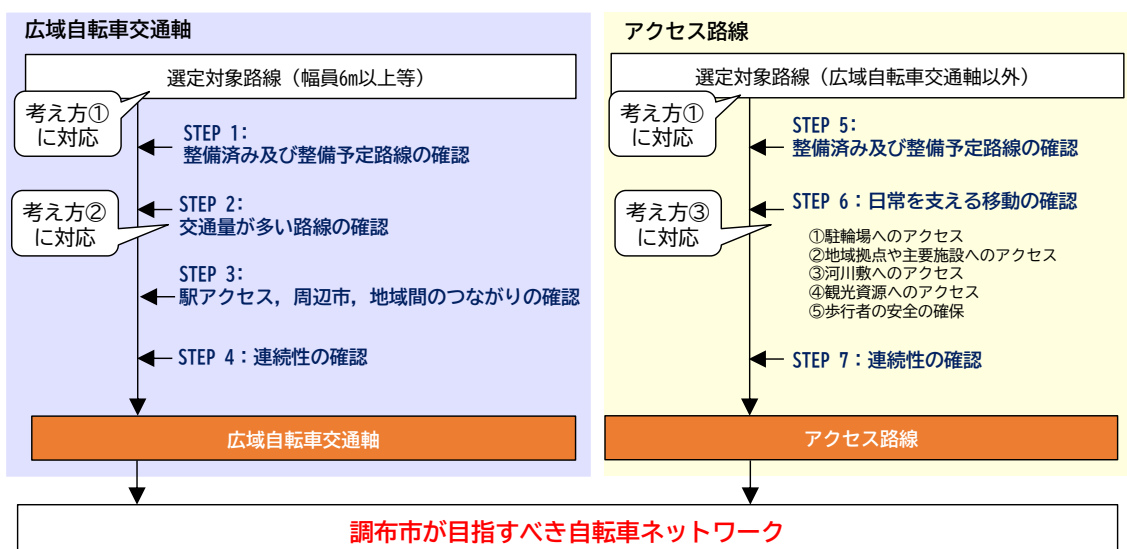 広域自転車交通軸
選定対象路線（幅員6m以上等）
考え方①
に対応
STEP 1：
整備済み及び整備予定路線の確認
考え方②
に対応
STEP 2：
交通量が多い路線の確認
STEP 3：
駅アクセス，周辺市，地域間のつながりの確認
STEP 4：連続性の確認
広域自転車交通軸
アクセス路線
選定対象路線（広域自転車交通軸以外）
考え方①
に対応
STEP 5：
整備済み及び整備予定路線の確認
考え方③
に対応
STEP 6：日常を支える移動の確認
①駐輪場へのアクセス
②地域拠点や主要施設へのアクセス
③河川敷へのアクセス
④観光資源へのアクセス
⑤歩行者の安全の確保
STEP 7：連続性の確認
アクセス路線
調布市が目指すべき自転車ネットワーク